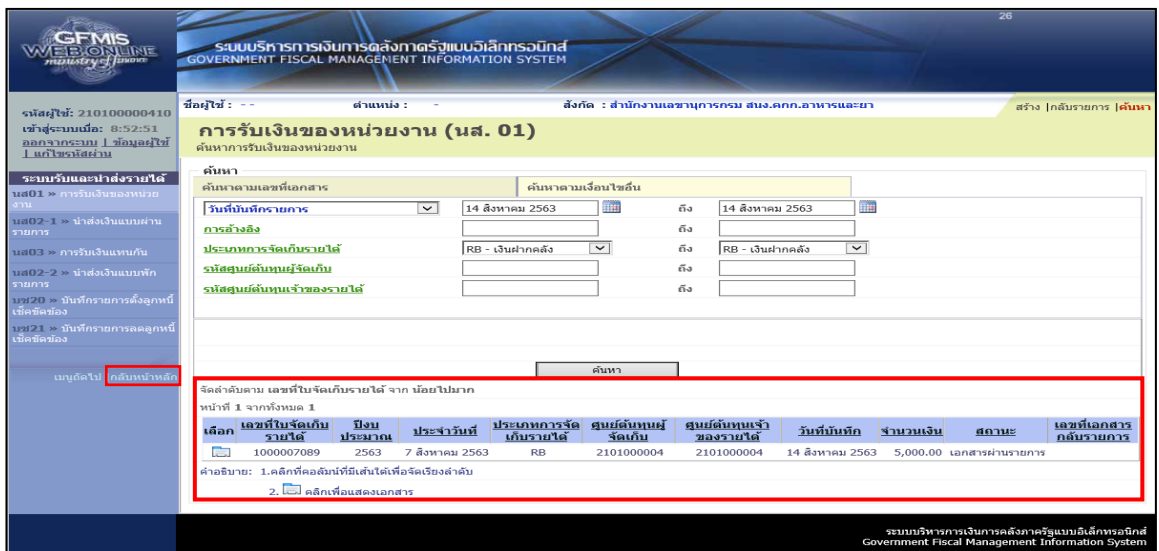 26
GFMIS
WEB ONLINE
ministry of finance
ระบบบริหารการเงินการคลังภาครัฐแบบอิเล็กทรอนิกส์
GOVERNMENT FISCAL MANAGEMENT INFORMATION SYSTEM
รหัสผู้ใช้: 210100000410
เข้าสู่ระบบเมื่อ: 8:52:51
ออกจากระบบ | ข้อมูลผู้ใช้
| แก้ไขรหัสผ่าน
ระบบรับและนำส่งรายได้
นส01 » การรับเงินของหน่วย
งาน
นส02-1 » นำส่งเงินแบบผ่าน
รายการ
นส03 » การรับเงินแทนกัน
นส02-2 » นำส่งเงินแบบพัก
รายการ
บช20 » บันทึกรายการตั้งลูกหนี้
เช็คขัดข้อง
บช21 » บันทึกรายการลดลูกหนี้
เช็คขัดข้อง
เมนูถัดไป |กลับหน้าหลัก
ชื่อผู้ใช้ : - - ตำแหน่ง : - สังกัด : สำนักงานเลขานุการกรม สนง.คกก.อาหารและยา
สร้าง |กลับรายการ |ค้นหา
การรับเงินของหน่วยงาน (นส. 01)
ค้นหาการรับเงินของหน่วยงาน
ค้นหา
ค้นหาตามเลขที่เอกสาร ค้นหาตามเงื่อนไขอื่น
วันที่บันทึกรายการ 14 สิงหาคม 2563 ถึง 14 สิงหาคม 2563
การอ้างอิง ถึง
ประเภทการจัดเก็บรายได้ RB - เงินฝากคลัง ถึง RB - เงินฝากคลัง
รหัสศูนย์ต้นทุนผู้จัดเก็บ ถึง
รหัสศูนย์ต้นทุนเจ้าของรายได้ ถึง
ค้นหา
จัดลำดับตาม เลขที่ใบจัดเก็บรายได้ จาก น้อยไปมาก
หน้าที่ 1 จากทั้งหมด 1
เลือก เลขที่ใบจัดเก็บรายได้ ปีงบประมาณ ประจำวันที่ ประเภทการจัดเก็บรายได้ ศูนย์ต้นทุนผู้จัดเก็บ ศูนย์ต้นทุนเจ้าของรายได้ วันที่บันทึก จำนวนเงิน สถานะ เลขที่เอกสารกลับรายการ
1000007089 2563 7 สิงหาคม 2563 RB 2101000004 2101000004 14 สิงหาคม 2563 5,000.00 เอกสารผ่านรายการ
คำอธิบาย: 1.คลิกที่คอลัมน์ที่มีเส้นใต้เพื่อจัดเรียงลำดับ
2. คลิกเพื่อแสดงเอกสาร
ระบบบริหารการเงินการคลังภาครัฐแบบอิเล็กทรอนิกส์
Government Fiscal Management Information System